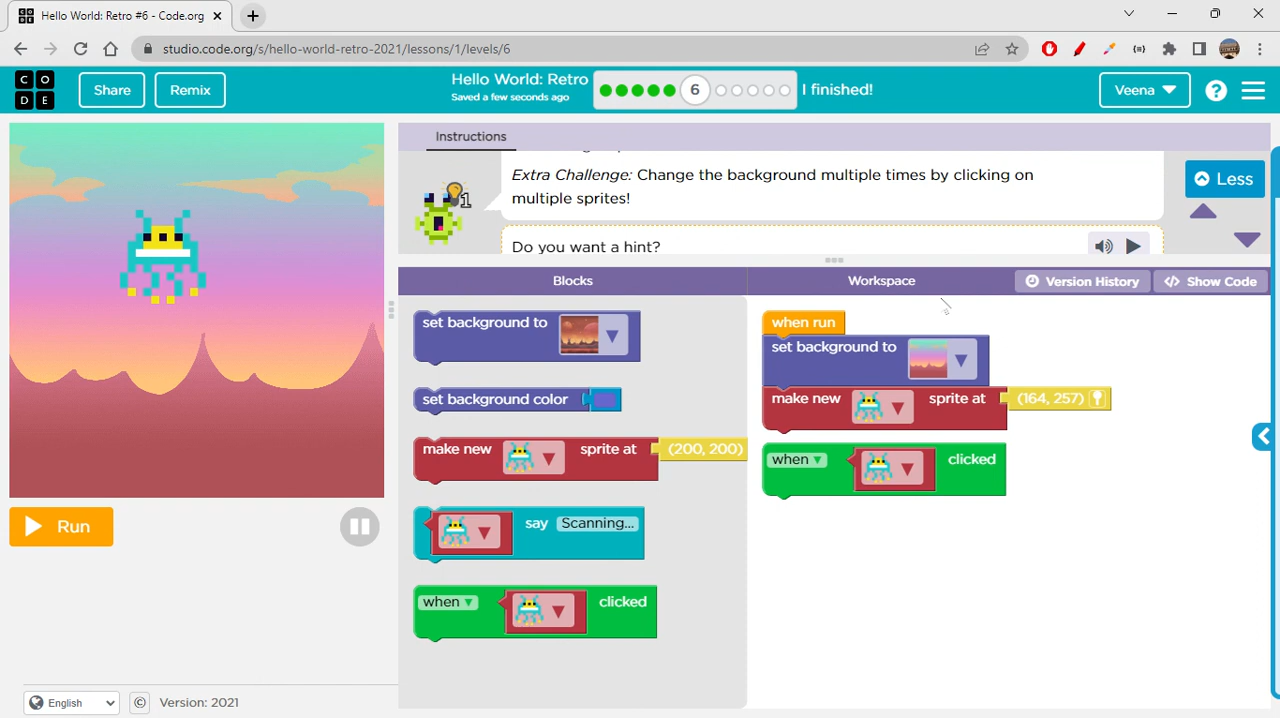 Hello World: Retro #6 - Code.org
studio.code.org/s/hello-world-retro-2021/lessons/1/levels/6
C O
D E
Share
Remix
Hello World: Retro
Saved a few seconds ago
6
I finished!
Veena
?
Instructions
Extra Challenge: Change the background multiple times by clicking on
multiple sprites!
1
Less
Do you want a hint?
Blocks
Workspace
Version History
Show Code
set background to
set background color
make new sprite at (200, 200)
say Scanning...
when clicked
when run
set background to
make new sprite at (164, 257)
when clicked
Run
English
© Version: 2021